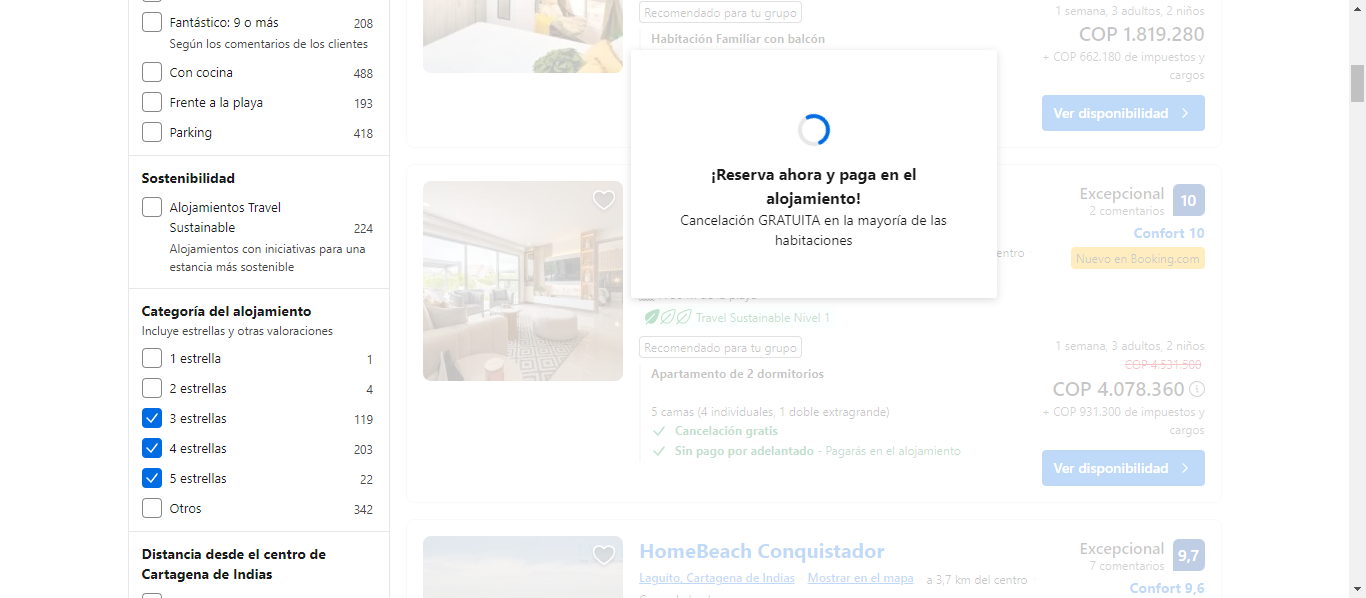 Fantástico: 9 o más 208
Según los comentarios de los clientes
Con cocina 488
Frente a la playa 193
Parking 418
Sostenibilidad
Alojamientos Travel
Sustainable 224
Alojamientos con iniciativas para una
estancia más sostenible
Categoría del alojamiento
Incluye estrellas y otras valoraciones
1 estrella 1
2 estrellas 4
3 estrellas 119
4 estrellas 203
5 estrellas 22
Otros 342
Distancia desde el centro de
Cartagena de Indias
Recomendado para tu grupo
Habitación Familiar con balcón
1 semana, 3 adultos, 2 niños
COP 1.819.280
+ COP 662.180 de impuestos y
cargos
Ver disponibilidad
¡Reserva ahora y paga en el
alojamiento!
Cancelación GRATUITA en la mayoría de las
habitaciones
Excepcional 10
2 comentarios
Confort 10
Nuevo en Booking.com
Travel Sustainable Nivel 1
Recomendado para tu grupo
Apartamento de 2 dormitorios
5 camas (4 individuales, 1 doble extragrande)
Cancelación gratis
Sin pago por adelantado - Pagarás en el alojamiento
1 semana, 3 adultos, 2 niños
COP 4.531.500
COP 4.078.360
+ COP 931.300 de impuestos y
cargos
Ver disponibilidad
HomeBeach Conquistador
Laguito, Cartagena de Indias Mostrar en el mapa a 3,7 km del centro
Excepcional 9,7
7 comentarios
Confort 9,6